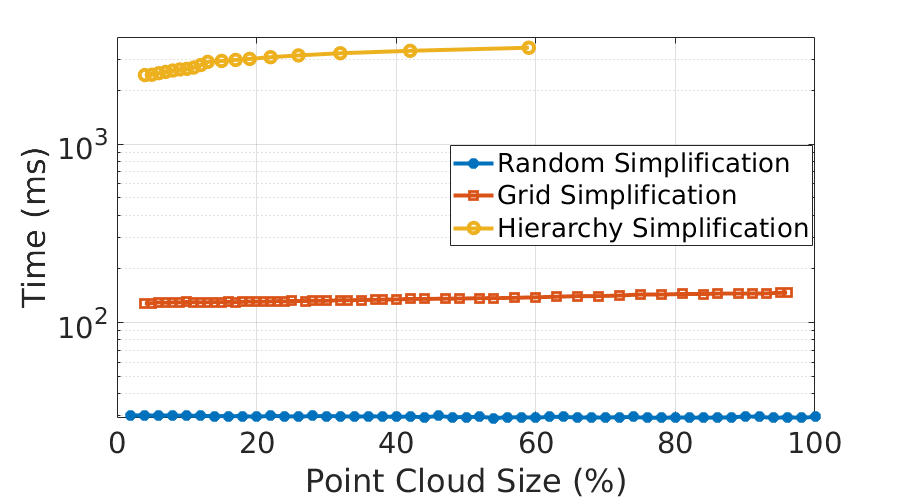 10³
10²
Time (ms)
Random Simplification
Grid Simplification
Hierarchy Simplification
0 20 40 60 80 100
Point Cloud Size (%)